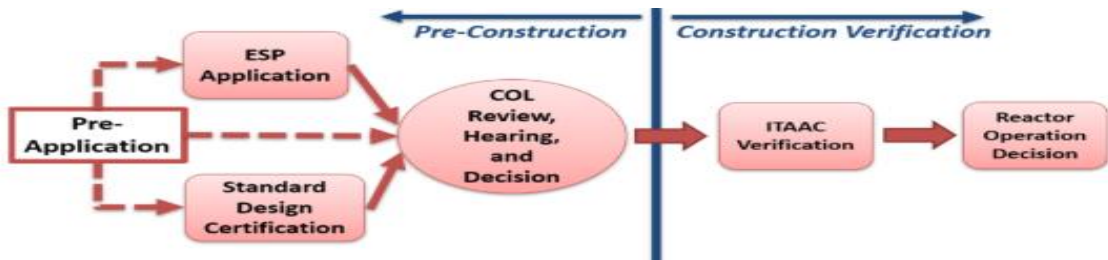 Pre-Construction
Construction Verification
ESP
Application
Pre-
Application
Standard
Design
Certification
COL
Review,
Hearing,
and
Decision
ITAAC
Verification
Reactor
Operation
Decision